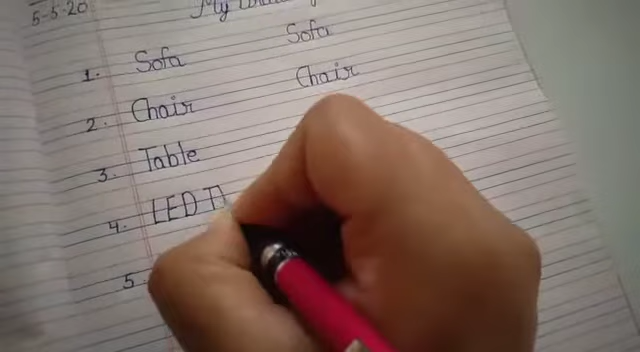 5-5-20
My
1. Sofa Sofa
2. Chair Chair
3. Table
4. LED T
5